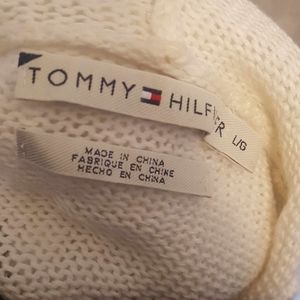 TOMMY HILFIGER L/G
MADE IN CHINA
FABRIQUE EN CHINE
HECHO EN CHINA